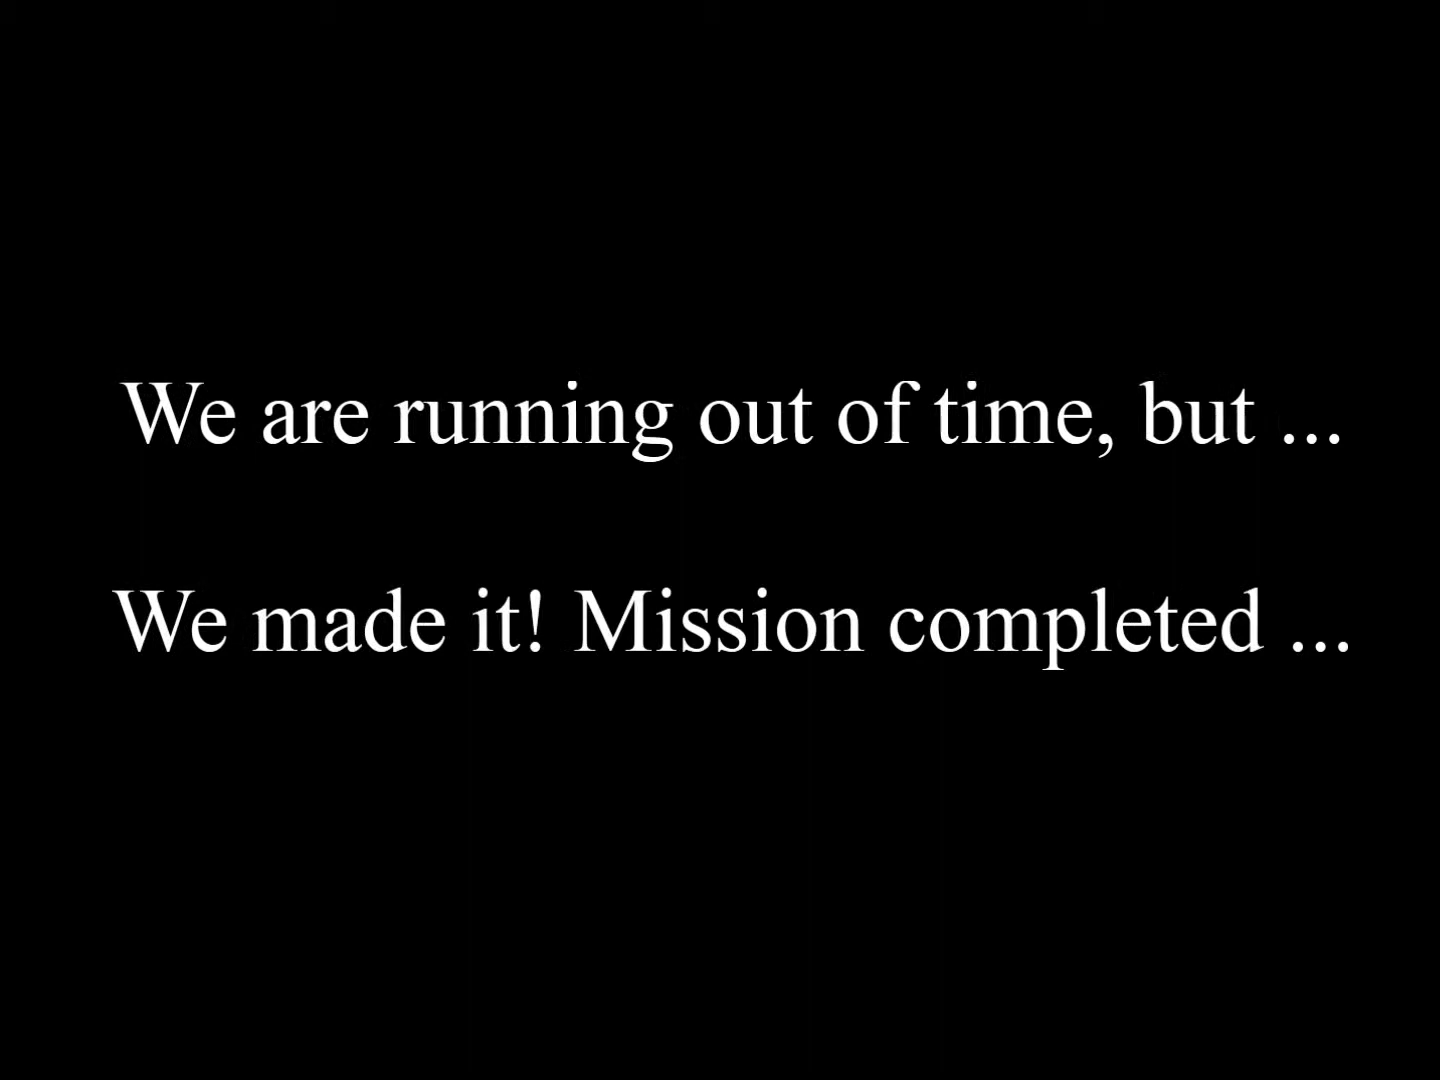 We are running out of time, but ...
We made it! Mission completed ...